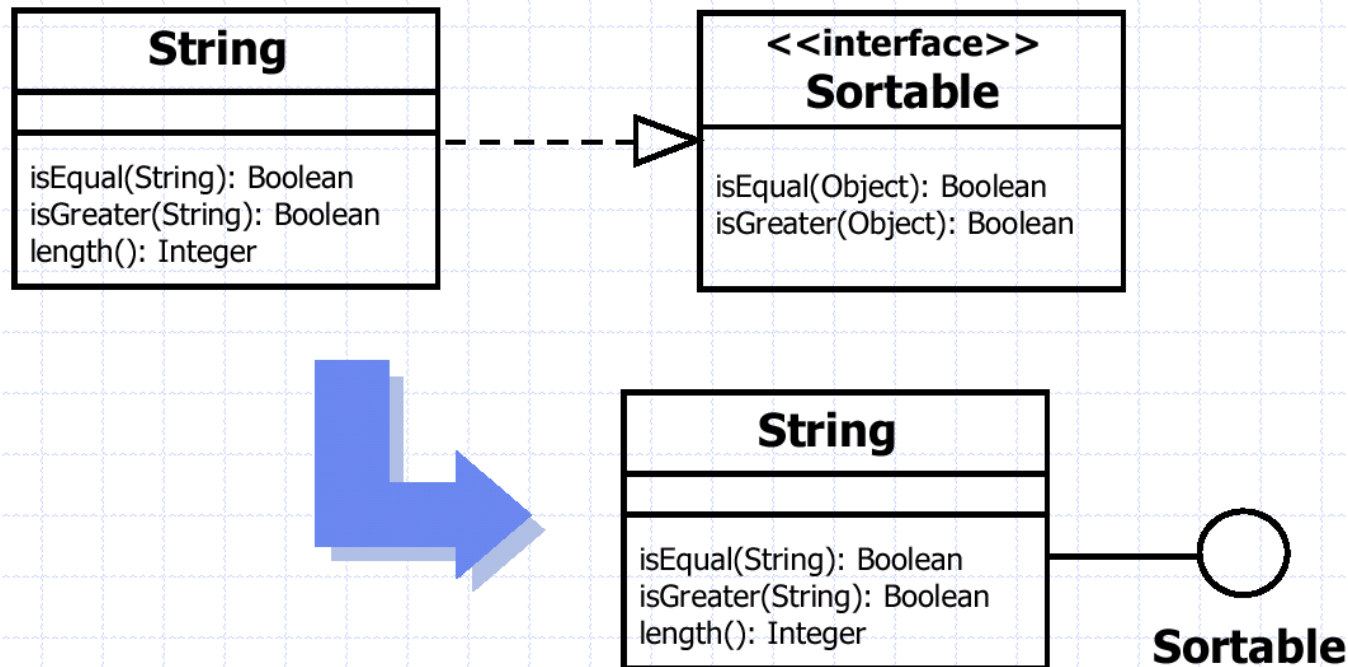 String
isEqual(String): Boolean
isGreater(String): Boolean
length(): Integer
<<interface>>
Sortable
isEqual(Object): Boolean
isGreater(Object): Boolean
String
isEqual(String): Boolean
isGreater(String): Boolean
length(): Integer
Sortable